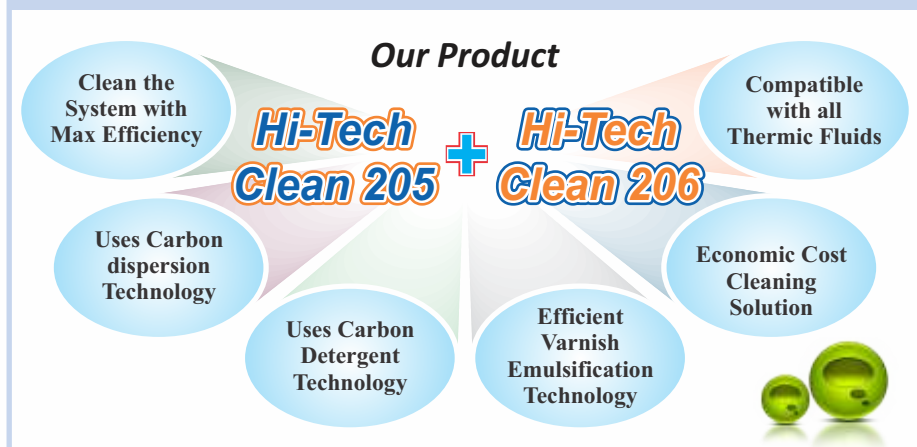 Our Product
Clean the
System with
Max Efficiency
Hi-Tech
Clean 205
Hi-Tech
Clean 206
Compatible
with all
Thermic Fluids
Uses Carbon
dispersion
Technology
Uses Carbon
Detergent
Technology
Efficient
Varnish
Emulsification
Technology
Economic Cost
Cleaning
Solution